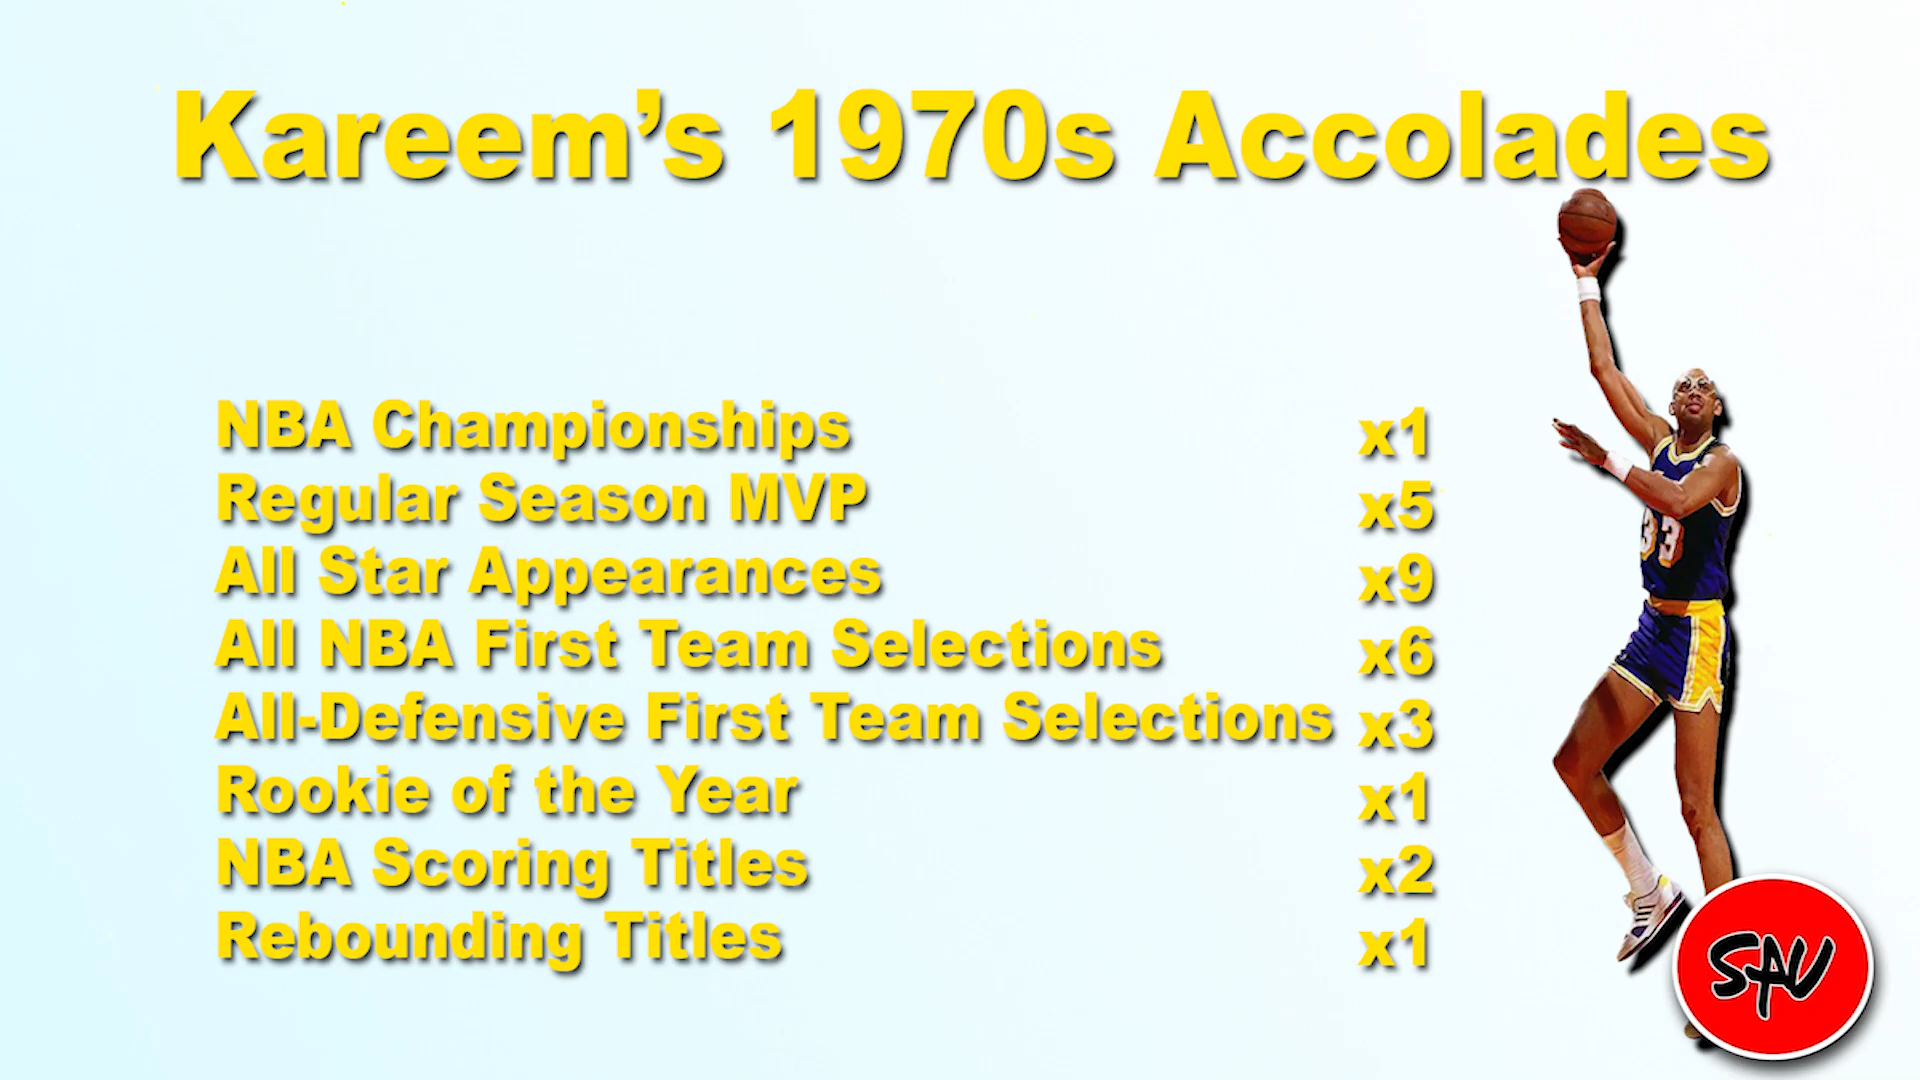 Kareem’s 1970s Accolades
NBA Championships x1
Regular Season MVP x5
All Star Appearances x9
All NBA First Team Selections x6
All-Defensive First Team Selections x3
Rookie of the Year x1
NBA Scoring Titles x2
Rebounding Titles x1
33
SAV